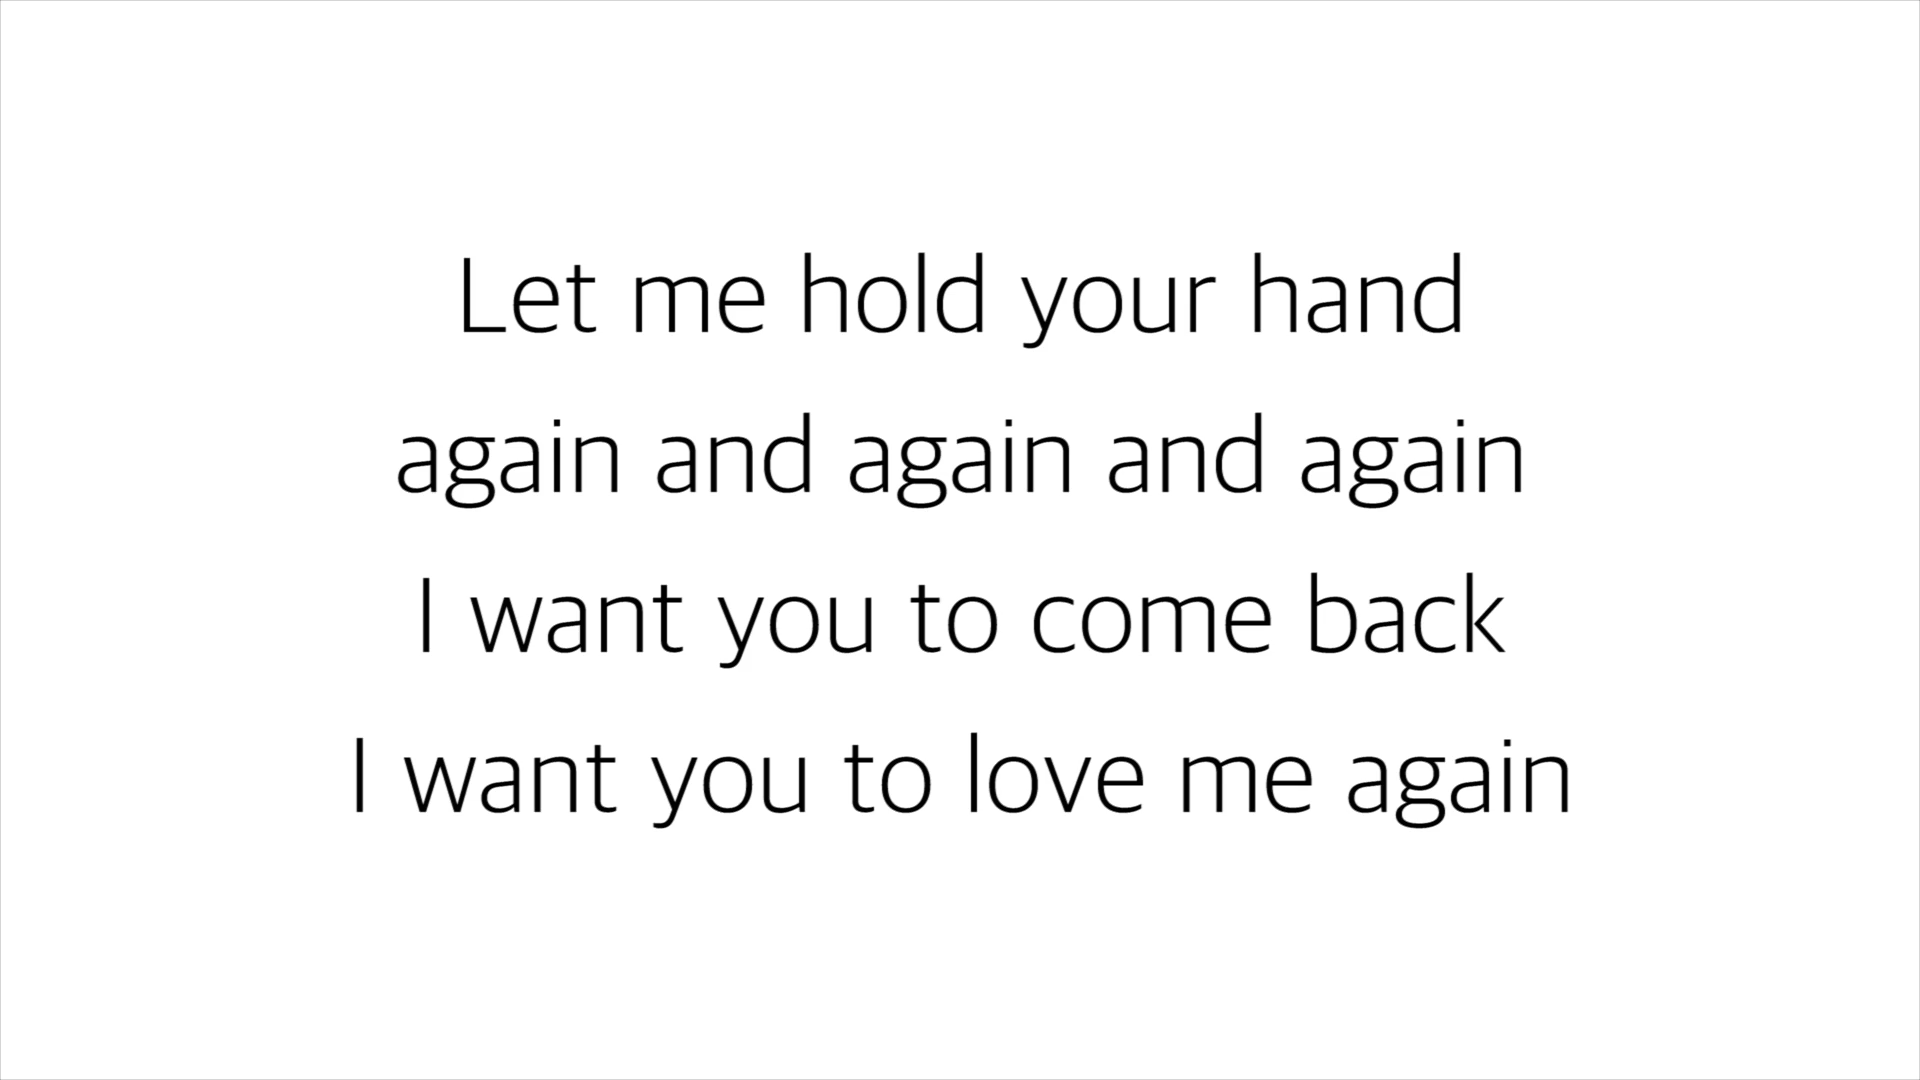 Let me hold your hand
again and again and again
I want you to come back
I want you to love me again